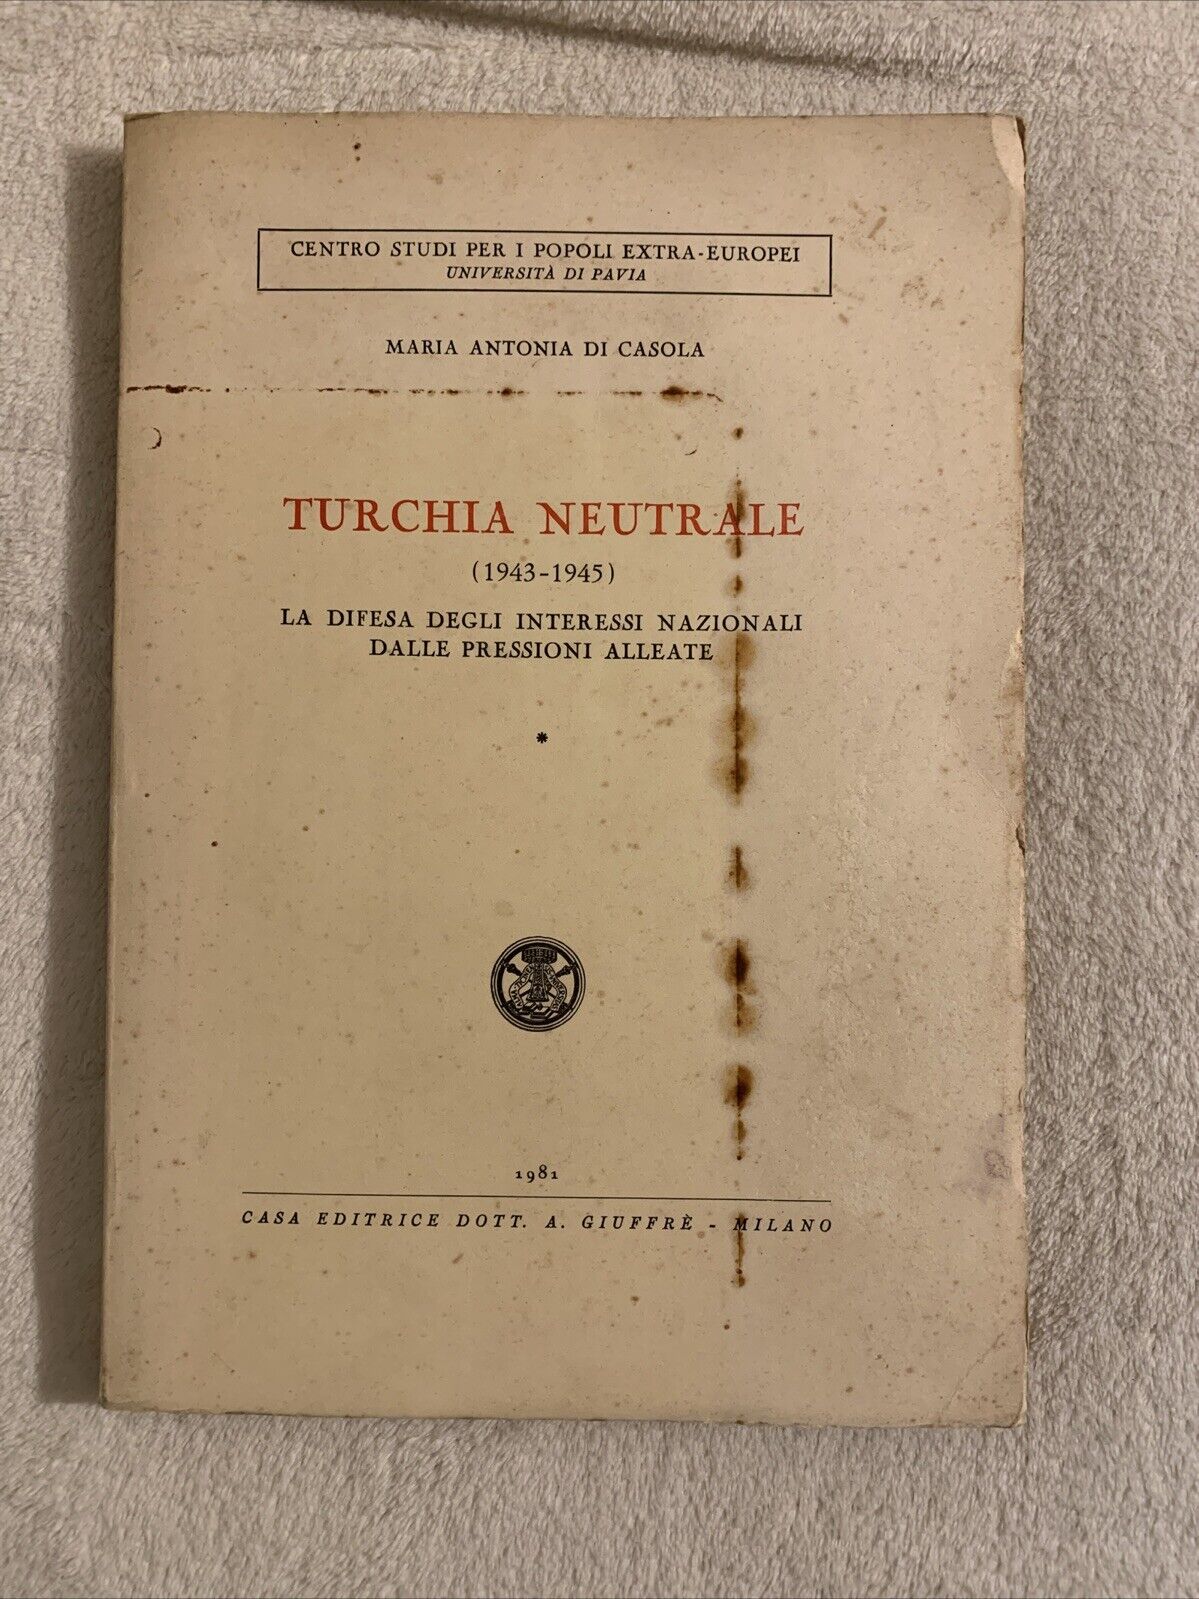 CENTRO STUDI PER I POPOLI EXTRA-EUROPEI
UNIVERSITÀ DI PAVIA
MARIA ANTONIA DI CASOLA
TURCHIA NEUTRALE
(1943-1945)
LA DIFESA DEGLI INTERESSI NAZIONALI
DALLE PRESSIONI ALLEATE
*
1981
CASA EDITRICE DOTT. A. GIUFFRÈ - MILANO